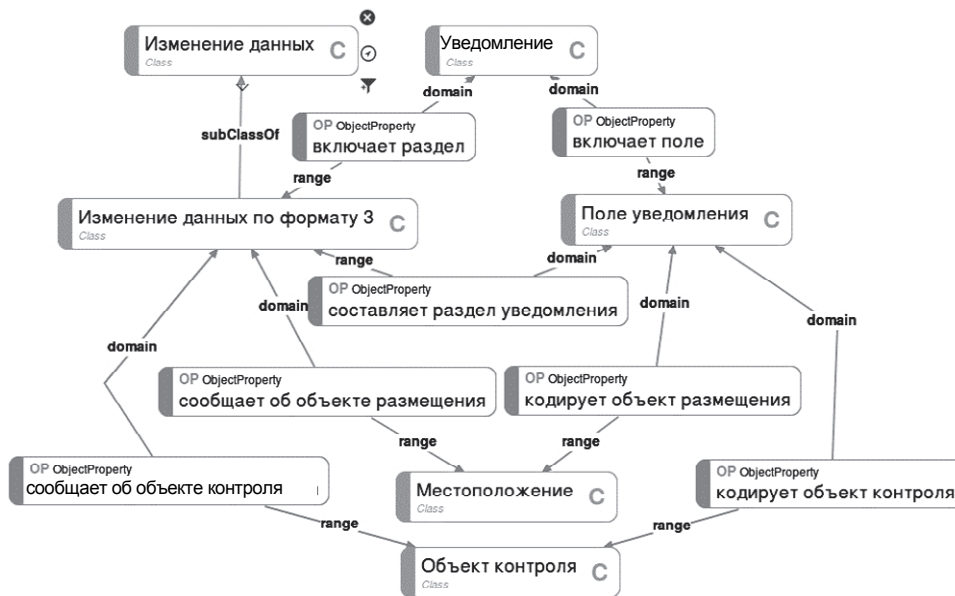 Изменение данных
C
Class
Уведомление
C
Class
domain
domain
subClassOf
OP ObjectProperty
включает раздел
OP ObjectProperty
включает поле
range
range
Изменение данных по формату 3
C
Class
Поле уведомления
C
Class
range
domain
OP ObjectProperty
составляет раздел уведомления
domain
domain
domain
domain
OP ObjectProperty
сообщает об объекте размещения
OP ObjectProperty
кодирует объект размещения
range
range
OP ObjectProperty
сообщает об объекте контроля
Местоположение
C
Class
OP ObjectProperty
кодирует объект контроля
range
range
Объект контроля
C
Class